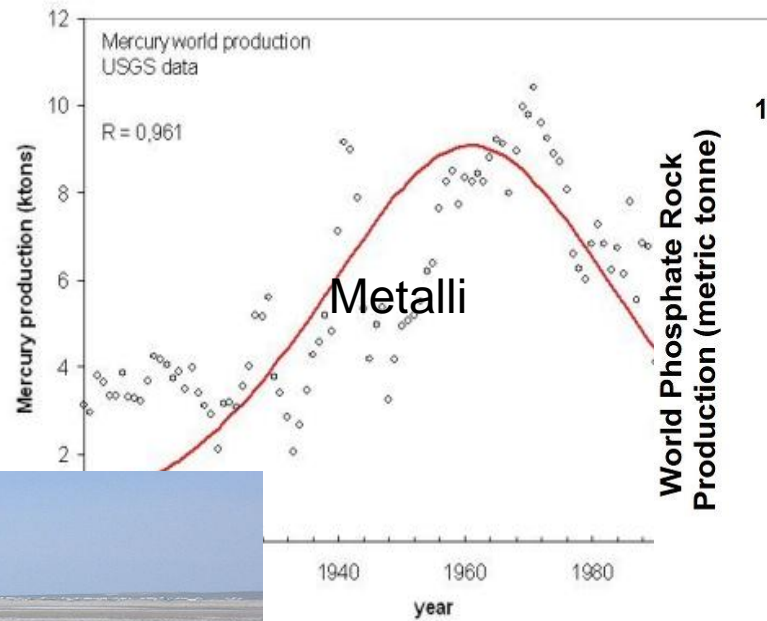 12
Mercury world production
USGS data
R = 0,961
10
8
6
4
2
Mercury production (ktons)
Metalli
1940
1960
1980
year
1
World Phosphate Rock
Production (metric tonne)